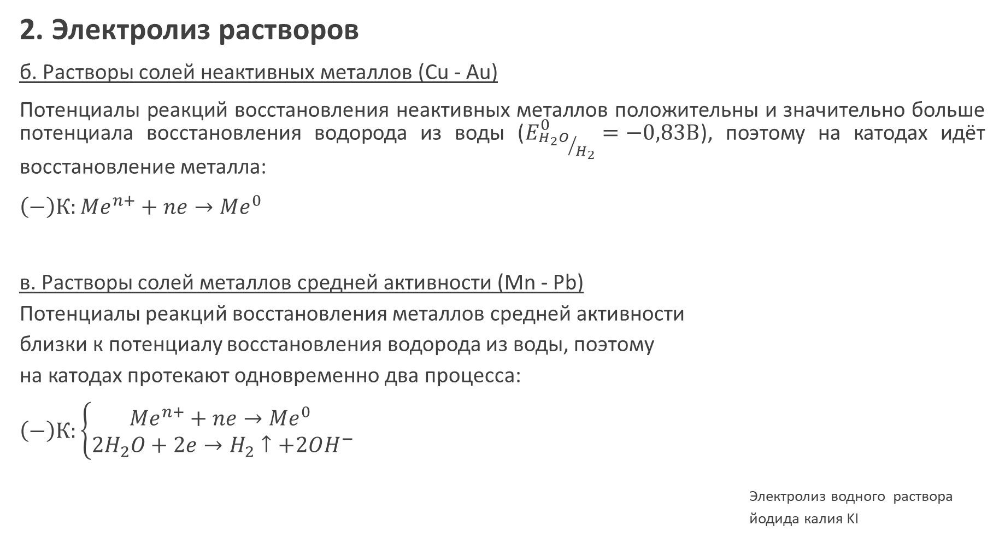 2. Электролиз растворов
б. Растворы солей неактивных металлов (Cu - Au)
Потенциалы реакций восстановления неактивных металлов положительны и значительно больше
потенциала восстановления водорода из воды ($E^0_{H_2O/H_2} = -0,83В$), поэтому на катодах идёт
восстановление металла:
$(-)К: Me^{n+} + ne \rightarrow Me^0$
в. Растворы солей металлов средней активности (Mn - Pb)
Потенциалы реакций восстановления металлов средней активности
близки к потенциалу восстановления водорода из воды, поэтому
на катодах протекают одновременно два процесса:
$(-)К: \begin{cases} Me^{n+} + ne \rightarrow Me^0 \\ 2H_2O + 2e \rightarrow H_2 \uparrow +2OH^- \end{cases}$
Электролиз водного раствора
йодида калия KI